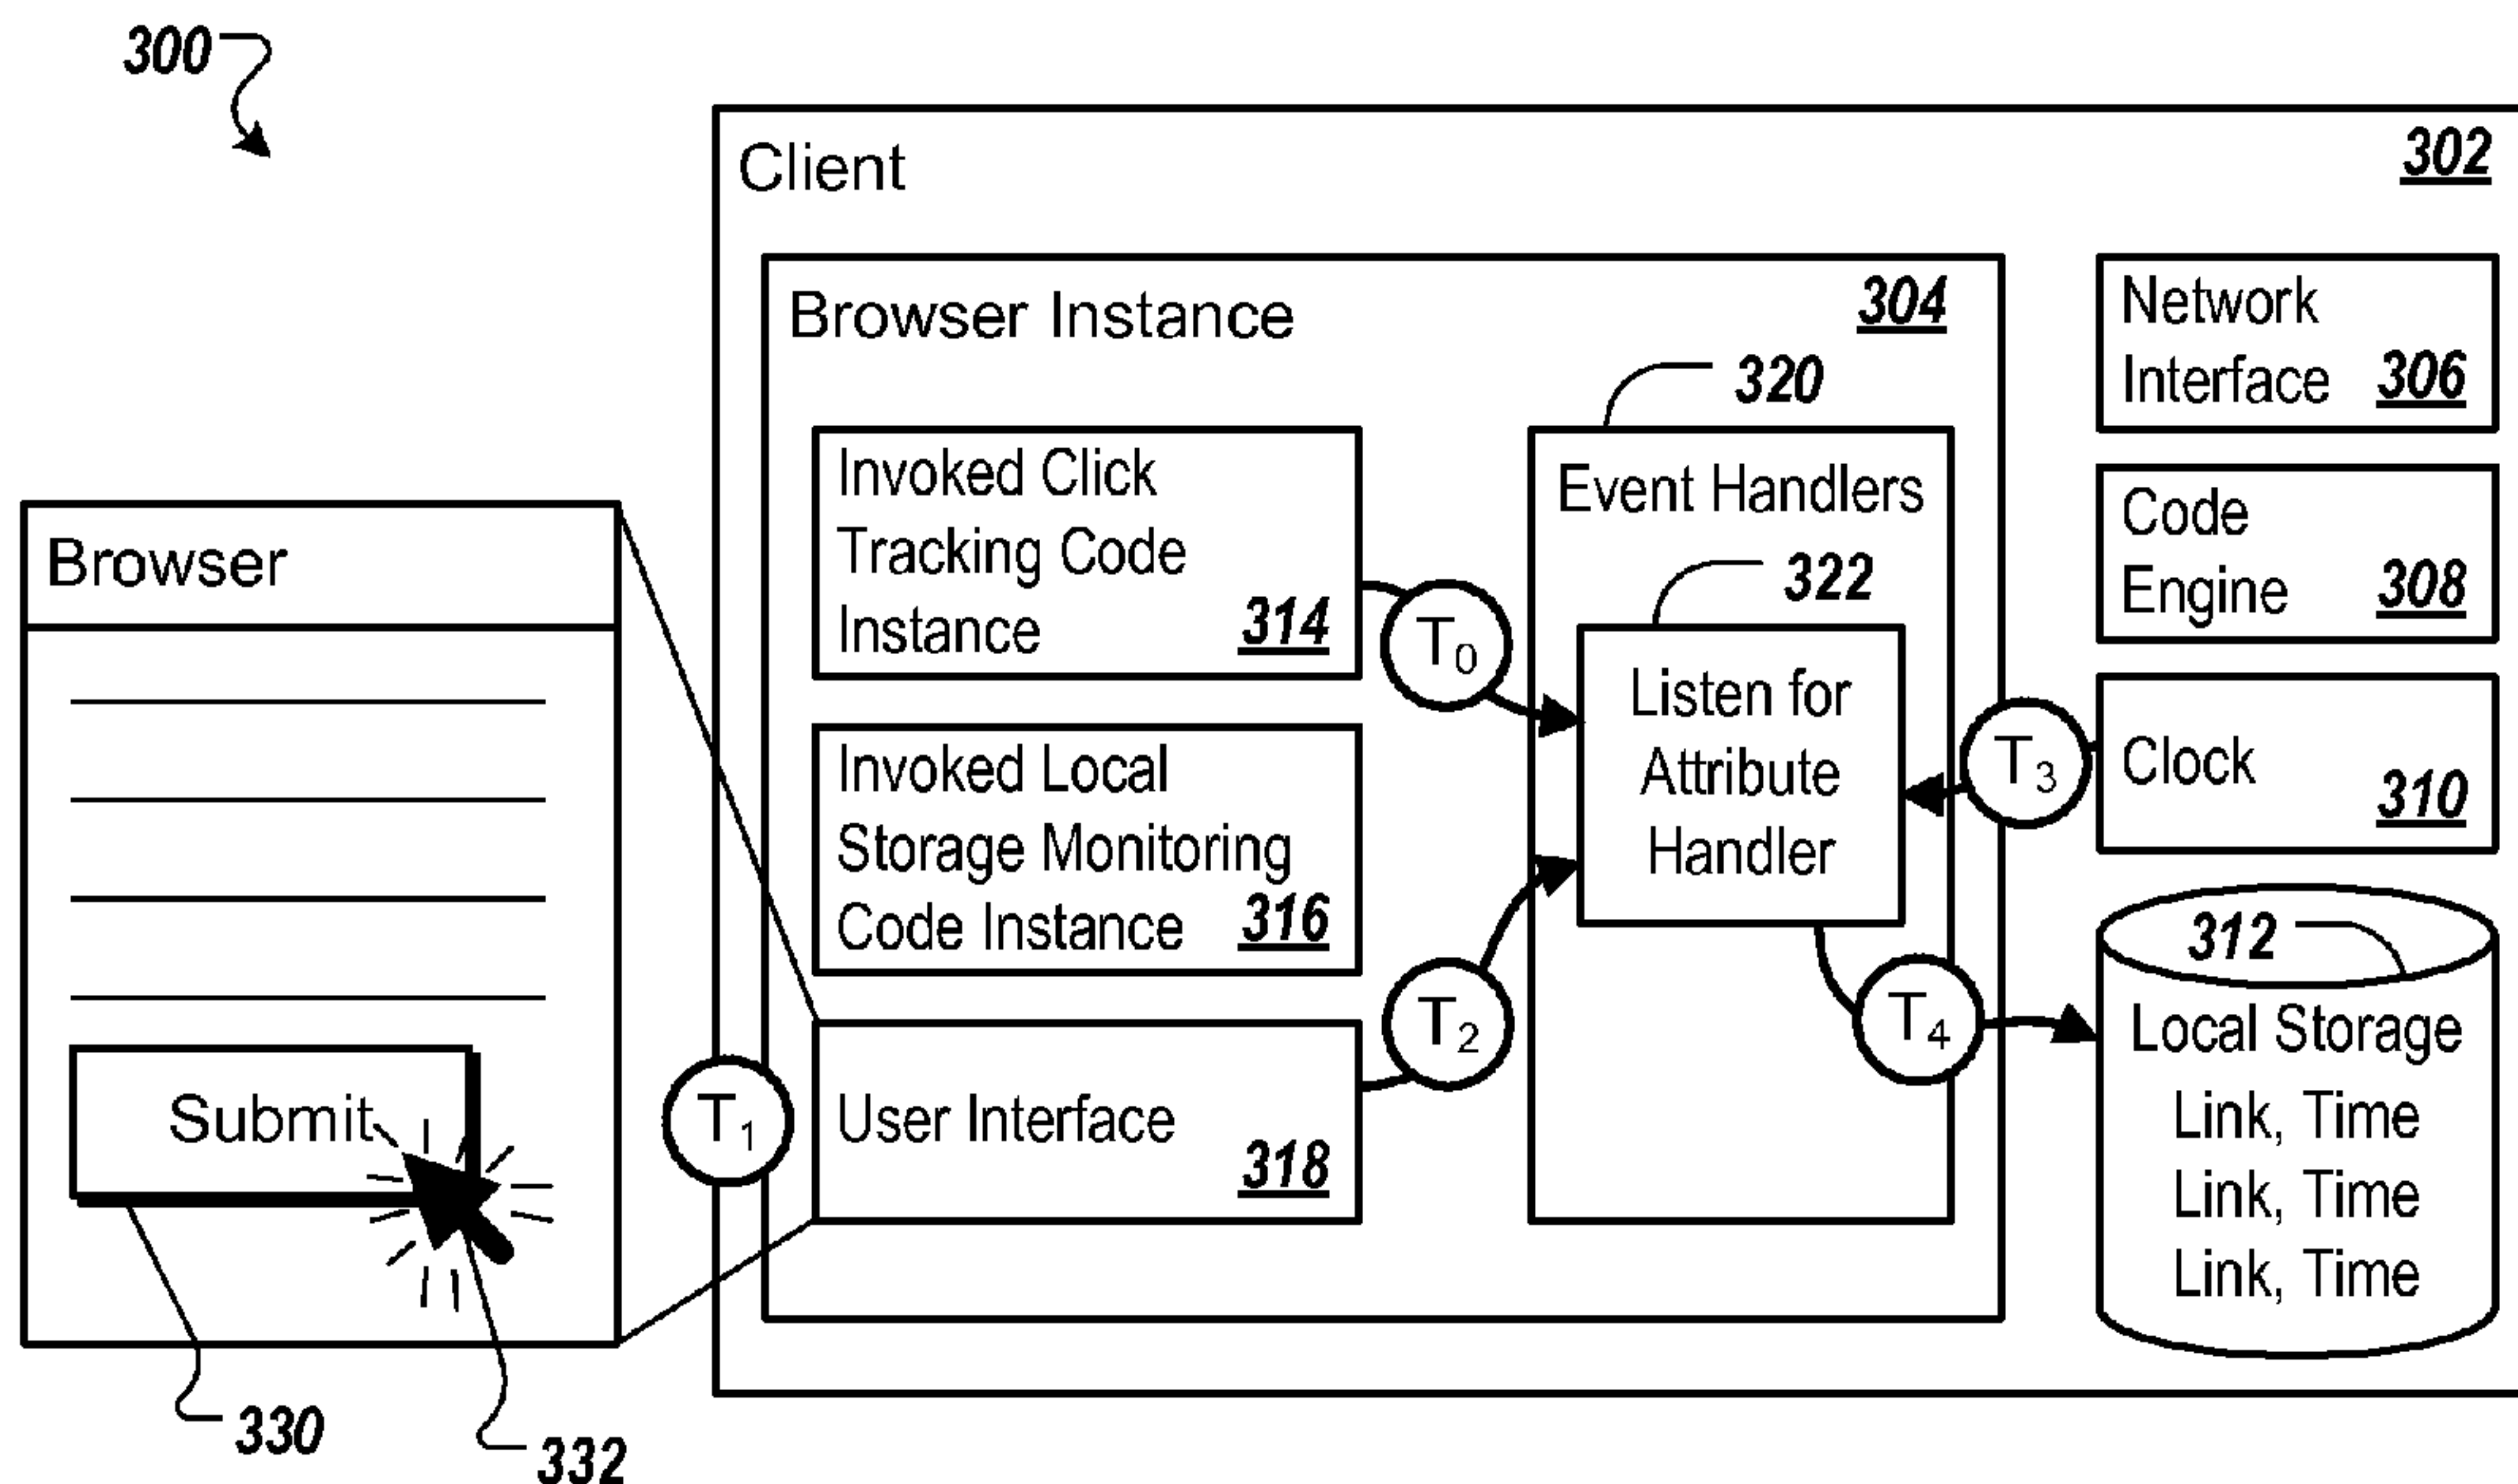 300
Client
302
Browser Instance
304
Network
Interface 306
320
Invoked Click
Tracking Code
Instance 314
Event Handlers
322
Code
Engine 308
Browser
T0
Listen for
Attribute
Handler
T3
Clock
310
Invoked Local
Storage Monitoring
Code Instance 316
312
Local Storage
Link, Time
Link, Time
Link, Time
T2
T4
Submit
T1
User Interface
318
330
332